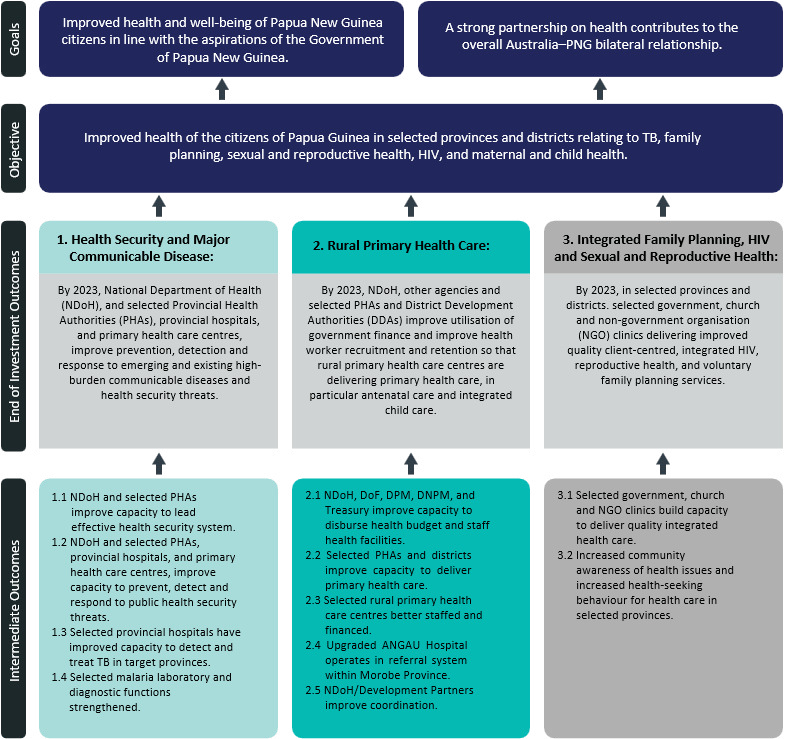 Goals
Improved health and well-being of Papua New Guinea
citizens in line with the aspirations of the Government
of Papua New Guinea.
A strong partnership on health contributes to the
overall Australia–PNG bilateral relationship.
Objective
Improved health of the citizens of Papua Guinea in selected provinces and districts relating to TB, family
planning, sexual and reproductive health, HIV, and maternal and child health.
End of Investment Outcomes
1. Health Security and Major
Communicable Disease:
By 2023, National Department of Health
(NDoH), and selected Provincial Health
Authorities (PHAs), provincial hospitals,
and primary health care centres,
improve prevention, detection and
response to emerging and existing high-
burden communicable diseases and
health security threats.
2. Rural Primary Health Care:
By 2023, NDoH, other agencies and
selected PHAs and District Development
Authorities (DDAs) improve utilisation of
government finance and improve health
worker recruitment and retention so that
rural primary health care centres are
delivering primary health care, in
particular antenatal care and integrated
child care.
3. Integrated Family Planning, HIV
and Sexual and Reproductive Health:
By 2023, in selected provinces and
districts. selected government, church
and non-government organisation
(NGO) clinics delivering improved
quality client-centred, integrated HIV,
reproductive health, and voluntary
family planning services.
Intermediate Outcomes
1.1 NDoH and selected PHAs
improve capacity to lead
effective health security system.
1.2 NDoH and selected PHAs,
provincial hospitals, and primary
health care centres, improve
capacity to prevent, detect and
respond to public health security
threats.
1.3 Selected provincial hospitals have
improved capacity to detect and
treat TB in target provinces.
1.4 Selected malaria laboratory and
diagnostic functions
strengthened.
2.1 NDoH, DoF, DPM, DNPM, and
Treasury improve capacity to
disburse health budget and staff
health facilities.
2.2 Selected PHAs and districts
improve capacity to deliver
primary health care.
2.3 Selected rural primary health
care centres better staffed and
financed.
2.4 Upgraded ANGAU Hospital
operates in referral system
within Morobe Province.
2.5 NDoH/Development Partners
improve coordination.
3.1 Selected government, church
and NGO clinics build capacity
to deliver quality integrated
health care.
3.2 Increased community
awareness of health issues and
increased health-seeking
behaviour for health care in
selected provinces.